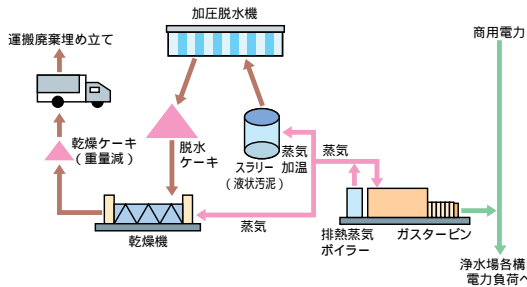 加圧脱水機
運搬廃棄埋め立て
商用電力
乾燥ケーキ
（重量減）
脱水
ケーキ
スラリー
（液状汚泥）
蒸気
加温
蒸気
蒸気
乾燥機
排熱蒸気
ボイラー
ガスタービン
浄水場各構
電力負荷へ